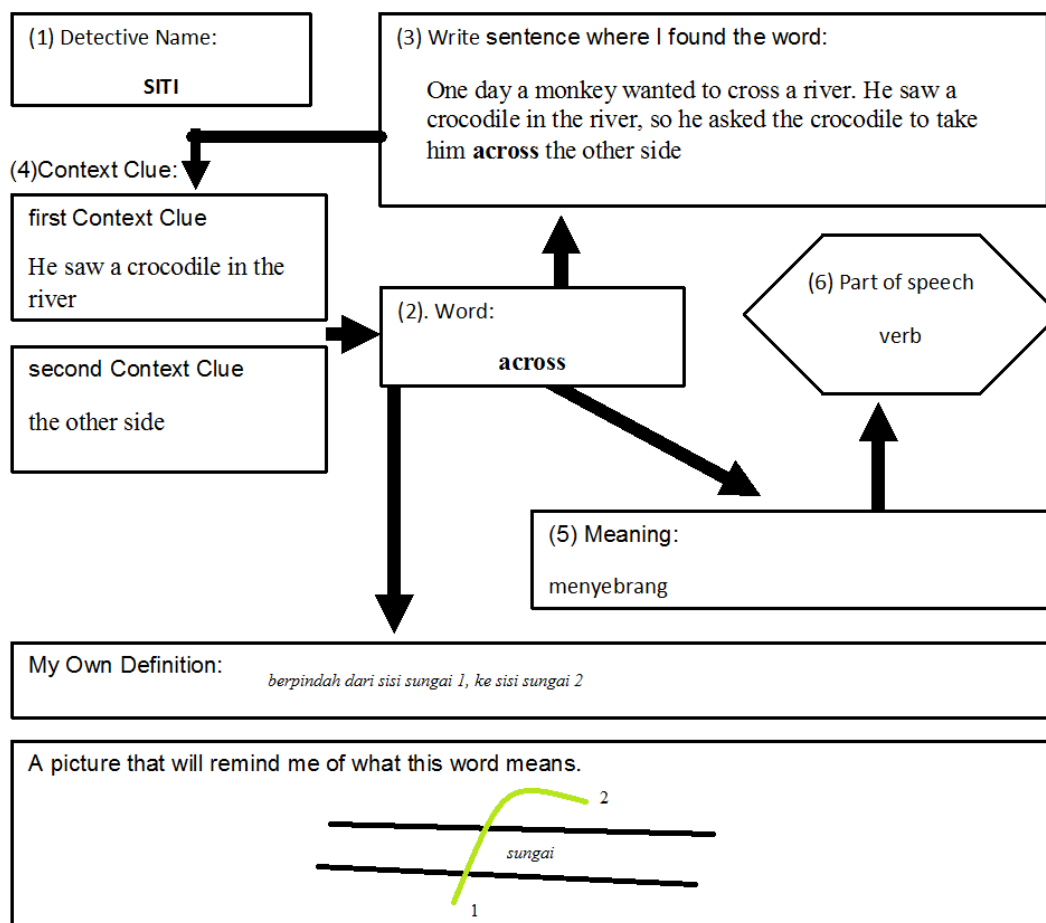 (1) Detective Name:
SITI
(3) Write sentence where I found the word:
One day a monkey wanted to cross a river. He saw a
crocodile in the river, so he asked the crocodile to take
him across the other side
(4)Context Clue:
first Context Clue
He saw a crocodile in the
river
second Context Clue
the other side
(2). Word:
across
(6) Part of speech
verb
(5) Meaning:
menyebrang
My Own Definition: berpindah dari sisi sungai 1, ke sisi sungai 2
A picture that will remind me of what this word means.
2
sungai
1